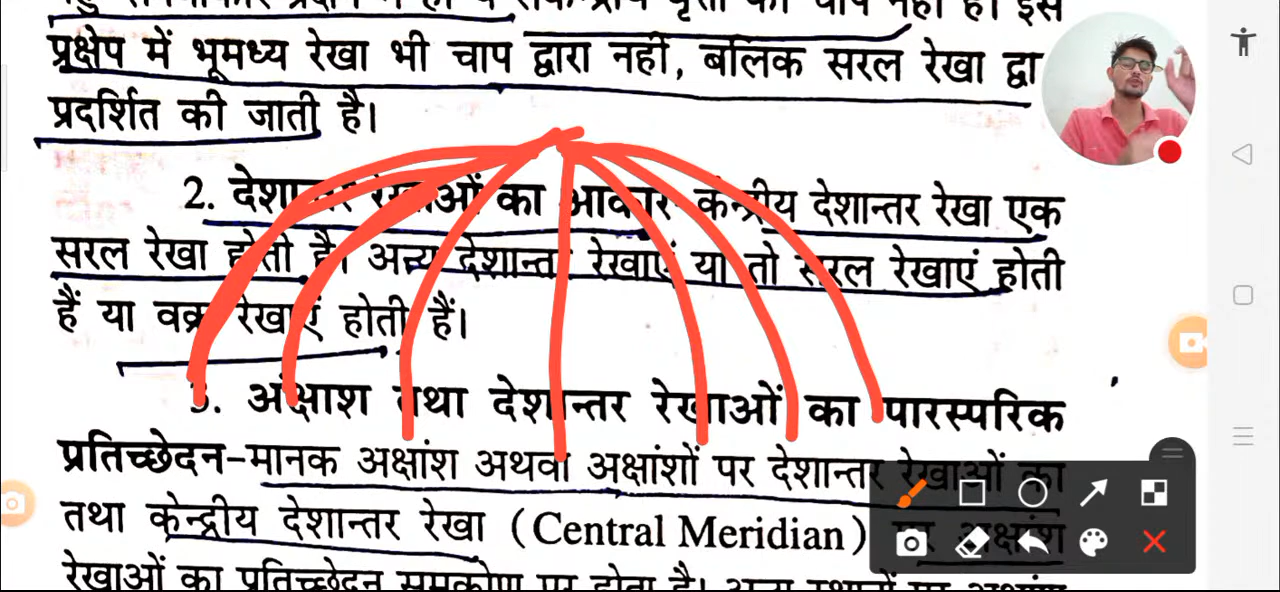 प्रक्षेप में भूमध्य रेखा भी चाप द्वारा नहीं, बलिक सरल रेखा द्वा
प्रदर्शित की जाती है।
2. देशान्तर रेखाओं का आकार- केन्द्रीय देशान्तर रेखा एक
सरल रेखा होती है। अन्य देशान्तर रेखाएं या तो सरल रेखाएं होती
हैं या वक्र रेखाएं होती हैं।
3. अंक्षाश तथा देशान्तर रेखाओं का पारस्परिक
प्रतिच्छेदन-मानक अक्षांश अथवा अक्षांशों पर देशान्तर रेखाओं का
तथा केन्द्रीय देशान्तर रेखा (Central Meridian) पर अक्षांश
रेखाओं का प्रतिच्छेदन समकोण पर होता है।